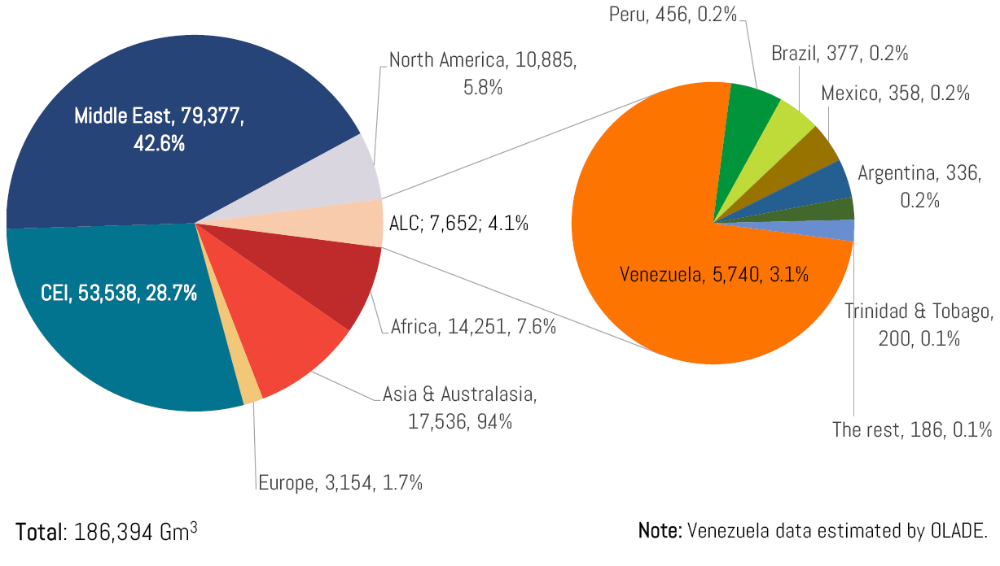 Peru, 456, 0.2%
Brazil, 377, 0.2%
North America, 10,885,
5.8%
Mexico, 358, 0.2%
Middle East, 79,377,
42.6%
Argentina, 336,
0.2%
ALC; 7,652; 4.1%
Venezuela, 5,740, 3.1%
CEI, 53,538, 28.7%
Trinidad & Tobago,
200, 0.1%
Africa, 14,251, 7.6%
Asia & Australasia,
17,536, 9.4%
The rest, 186, 0.1%
Europe, 3,154, 1.7%
Total: 186,394 Gm³
Note: Venezuela data estimated by OLADE.